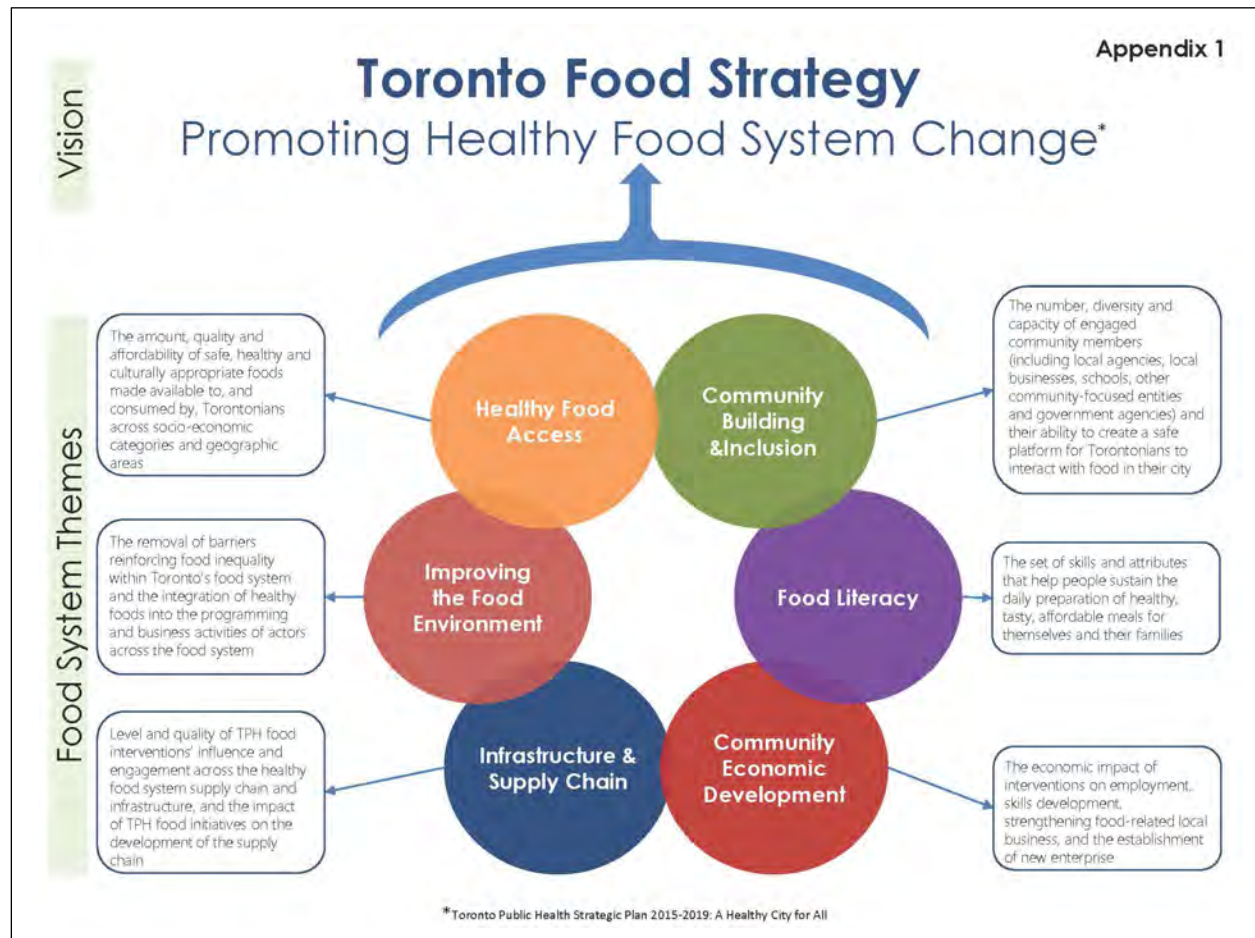 Appendix 1
Vision
Toronto Food Strategy
Promoting Healthy Food System Change*
Food System Themes
The amount, quality and
affordability of safe, healthy and
culturally appropriate foods
made available to, and
consumed by, Torontonians
across socio-economic
categories and geographic
areas
Healthy Food
Access
Community
Building
&Inclusion
The number, diversity and
capacity of engaged
community members
(including local agencies, local
businesses, schools, other
community-focused entities
and government agencies) and
their ability to create a safe
platform for Torontonians to
interact with food in their city
The removal of barriers
reinforcing food inequality
within Toronto's food system
and the integration of healthy
foods into the programming
and business activities of actors
across the food system
Improving
the Food
Environment
Food Literacy
The set of skills and attributes
that help people sustain the
daily preparation of healthy,
tasty, affordable meals for
themselves and their families
Level and quality of TPH food
interventions' influence and
engagement across the healthy
food system supply chain and
infrastructure, and the impact
of TPH food initiatives on the
development of the supply
chain
Infrastructure &
Supply Chain
Community
Economic
Development
The economic impact of
interventions on employment,
skills development,
strengthening food-related local
business, and the establishment
of new enterprise
*Toronto Public Health Strategic Plan 2015-2019: A Healthy City for All